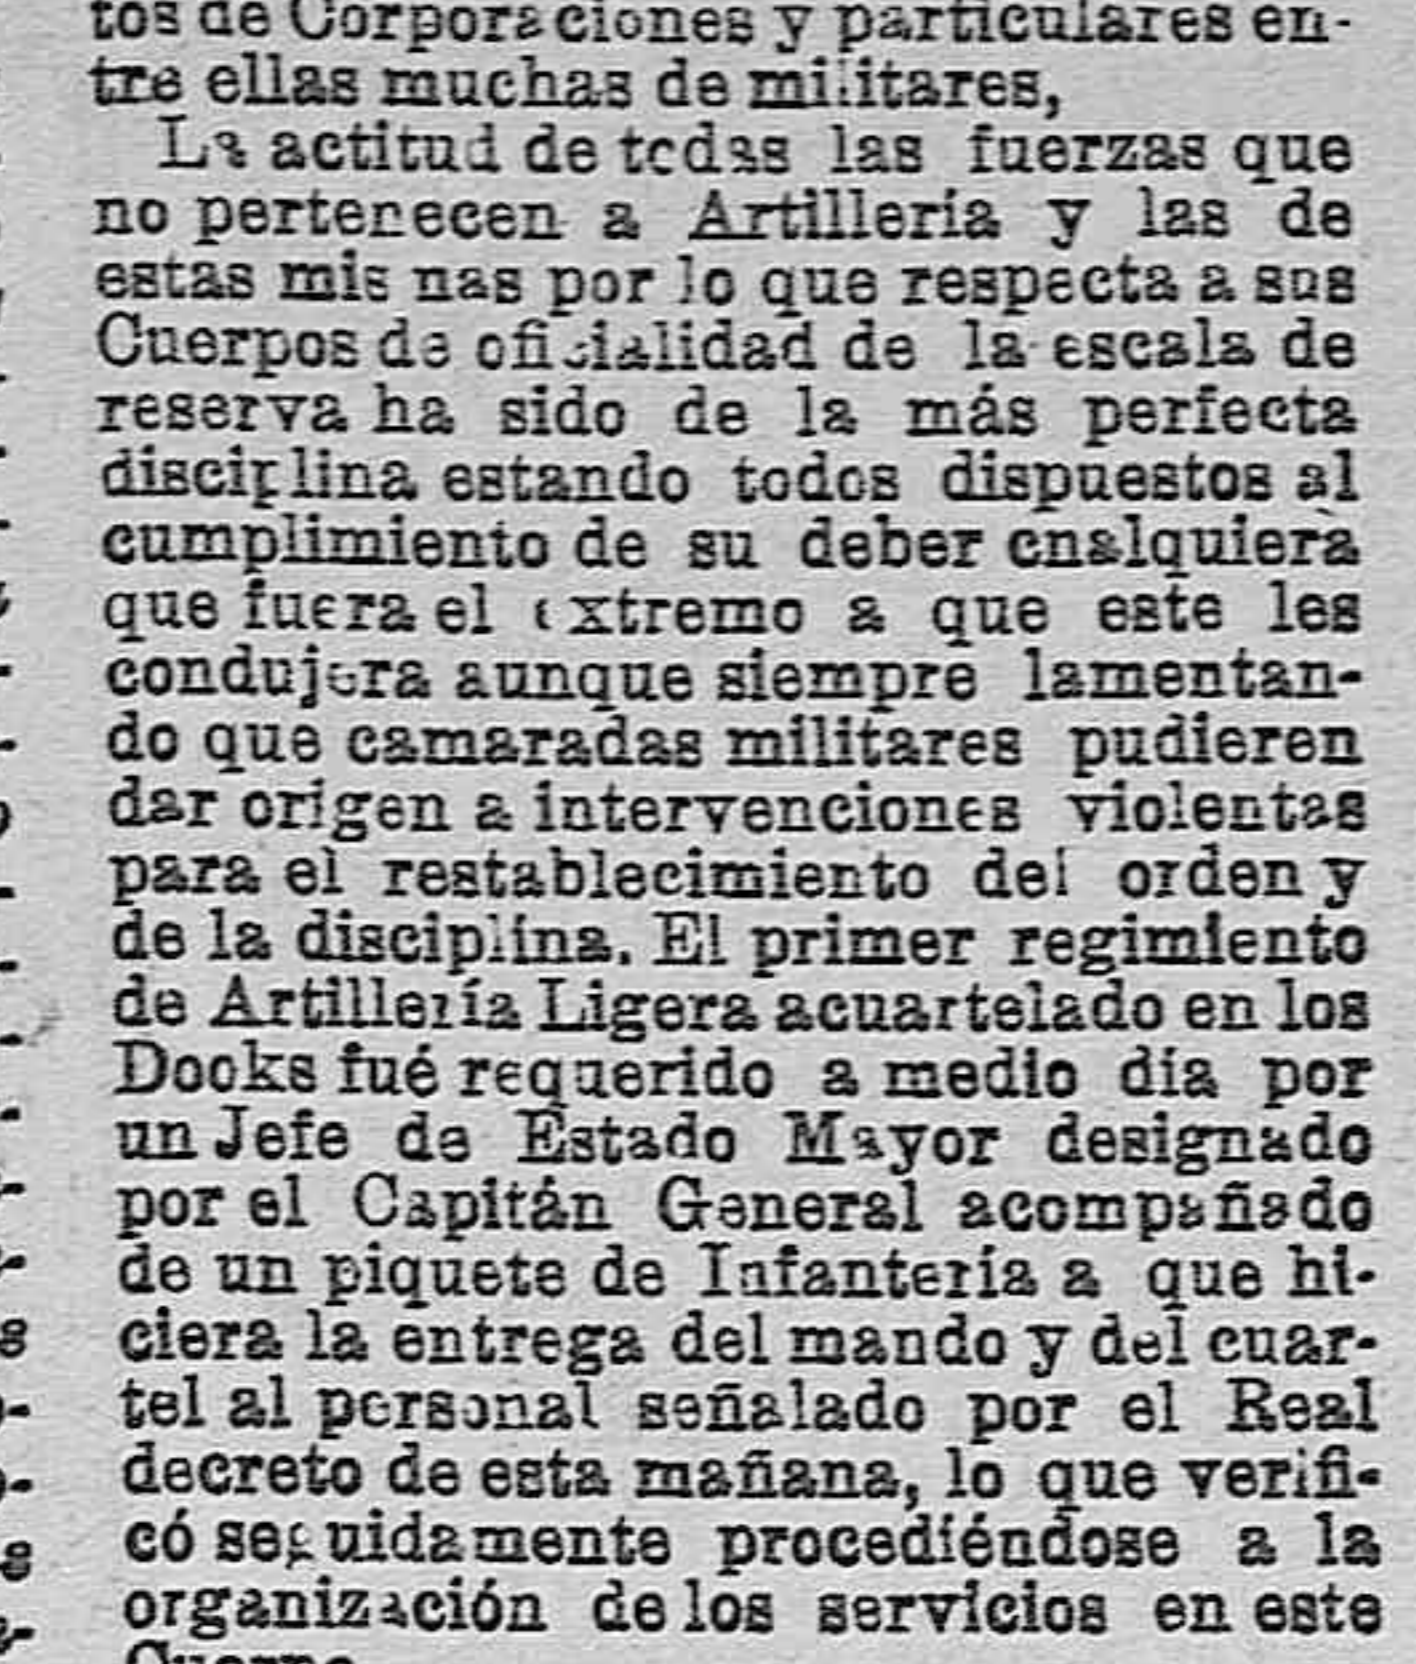 tos de Corporaciones y particulares en-
tre ellas muchas de militares,
La actitud de todas las fuerzas que
no pertenecen a Artillería y las de
estas mismas por lo que respecta a sus
Cuerpos de oficialidad de la escala de
reserva ha sido de la más perfecta
disciplina estando todos dispuestos al
cumplimiento de su deber cnalquiera
que fuera el extremo a que este les
condujera aunque siempre lamentan-
do que camaradas militares pudieren
dar origen a intervenciones violentas
para el restablecimiento del orden y
de la disciplína. El primer regimiento
de Artillería Ligera acuartelado en los
Docks fué requerido a medio día por
un Jefe de Estado Mayor designado
por el Capitán General acompañado
de un piquete de Infantería a que hi-
ciera la entrega del mando y del cuar-
tel al personal señalado por el Real
decreto de esta mañana, lo que verifi-
có seguidamente procediéndose a la
organización de los servicios en este
Cuerpo